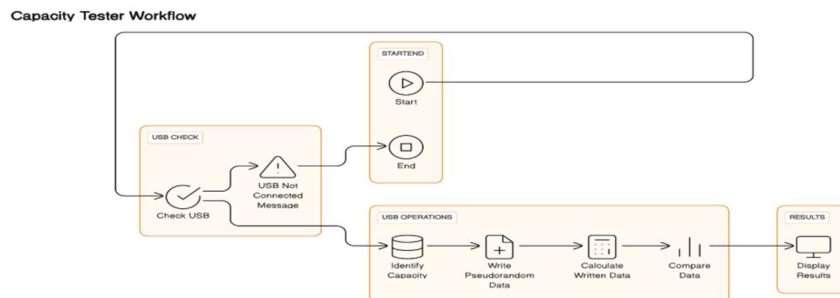 Capacity Tester Workflow
STARTEND
Start
End
USB CHECK
USB Not
Connected
Message
Check USB
USB OPERATIONS
Identify
Capacity
Write
Pseudorandom
Data
Calculate
Written Data
Compare
Data
RESULTS
Display
Results